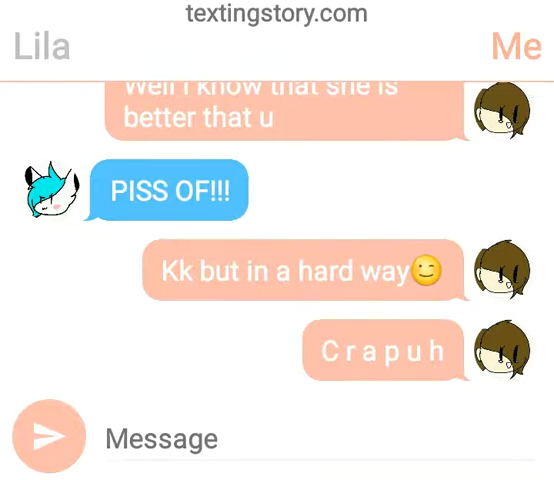 textingstory.com
Lila
Me
Well I know that she is
better that u
PISS OF!!!
Kk but in a hard way😉
C r a p u h
Message